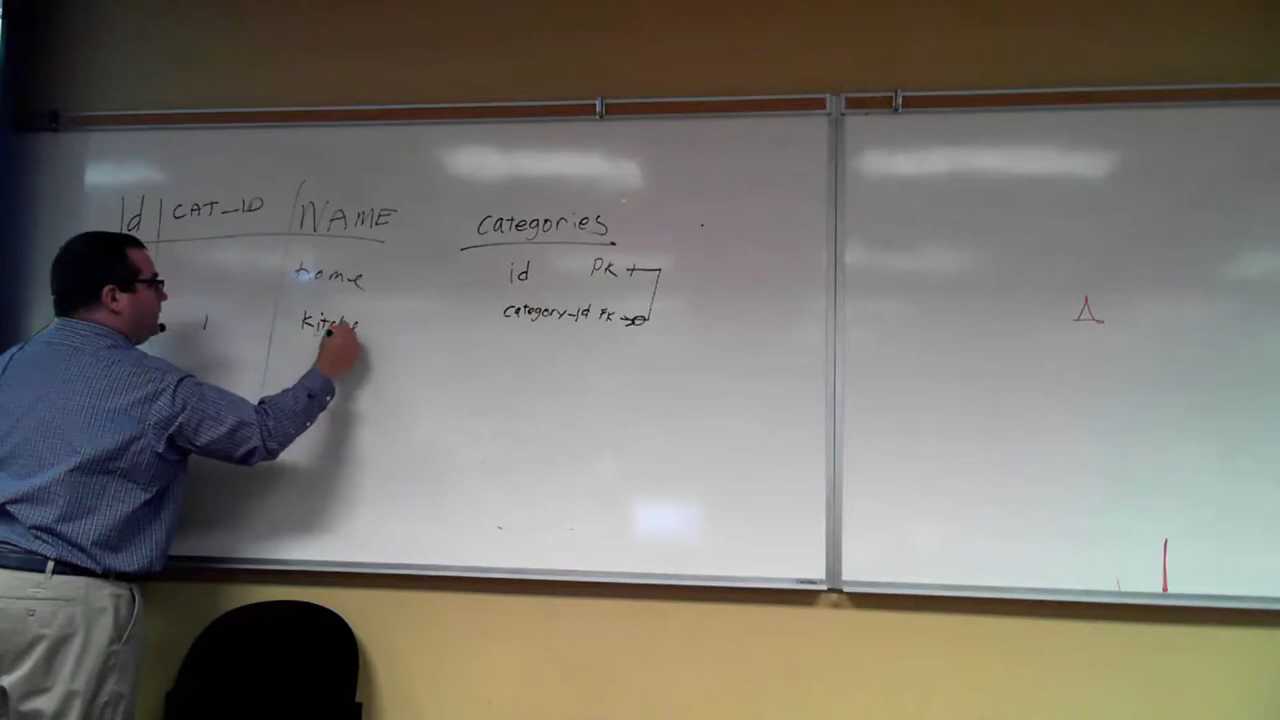 Id | CAT_ID | NAME
home
1 kitche
categories
id PK
category_id FK